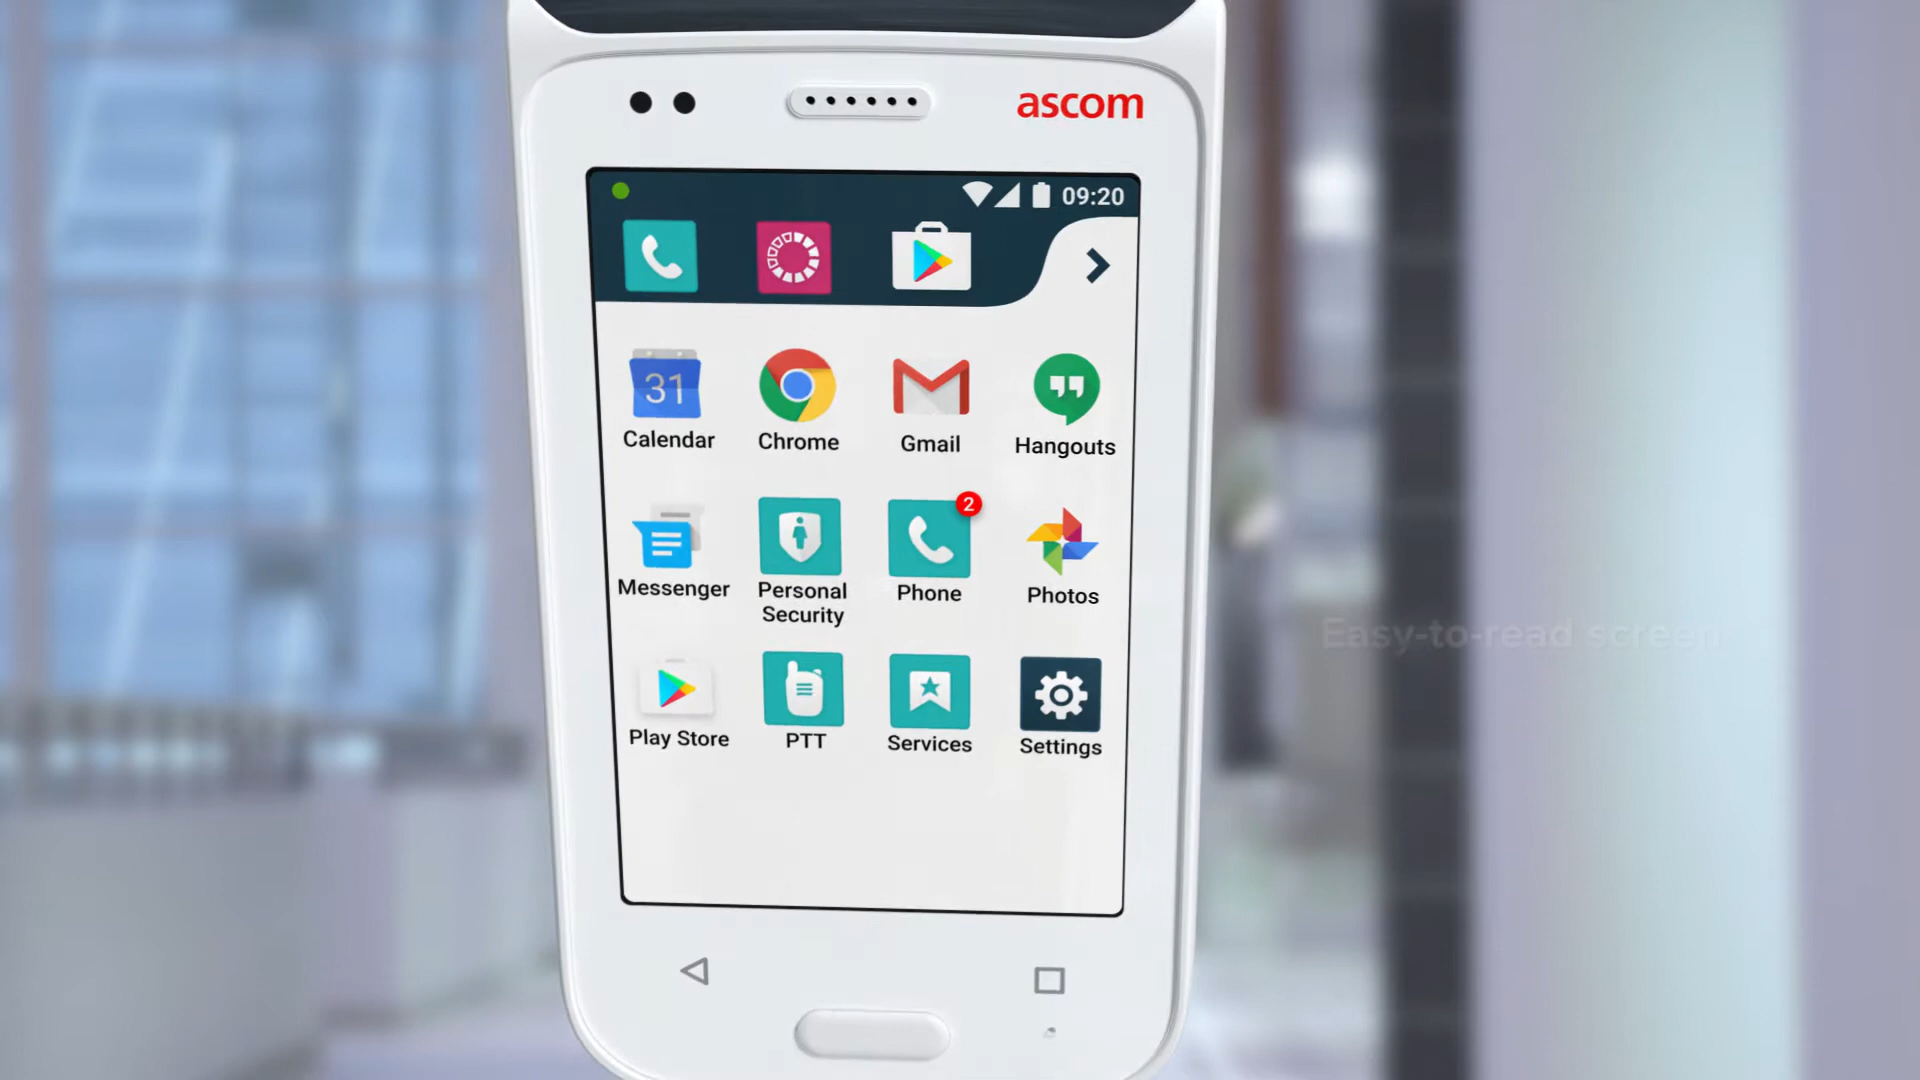 ascom
09:20
31
Calendar
Chrome
Gmail
Hangouts
2
Messenger
Personal
Security
Phone
Photos
Easy-to-read screen
Play Store
PTT
Services
Settings